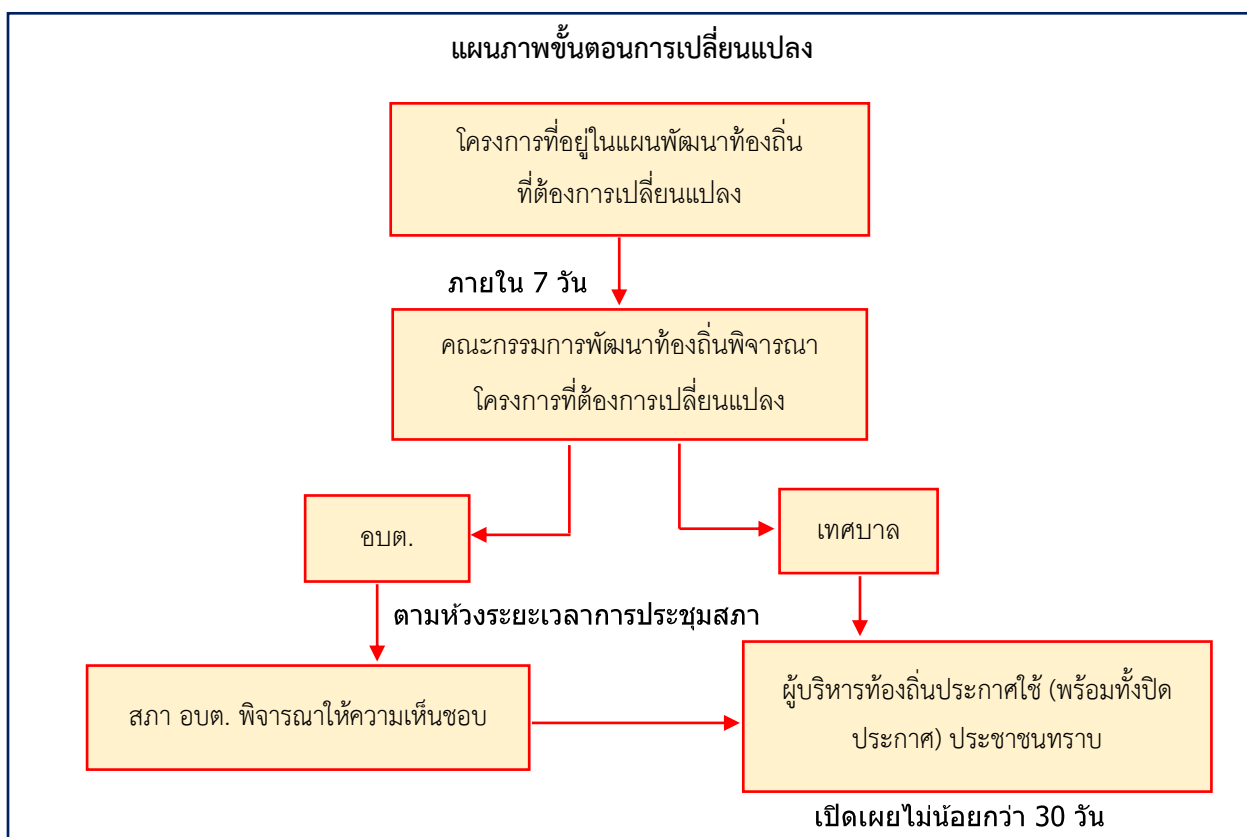 แผนภาพขั้นตอนการเปลี่ยนแปลง
โครงการที่อยู่ในแผนพัฒนาท้องถิ่น
ที่ต้องการเปลี่ยนแปลง
ภายใน 7 วัน
คณะกรรมการพัฒนาท้องถิ่นพิจารณา
โครงการที่ต้องการเปลี่ยนแปลง
อบต.
เทศบาล
ตามห้วงระยะเวลาการประชุมสภา
สภา อบต. พิจารณาให้ความเห็นชอบ
ผู้บริหารท้องถิ่นประกาศใช้ (พร้อมทั้งปิด
ประกาศ) ประชาชนทราบ
เปิดเผยไม่น้อยกว่า 30 วัน